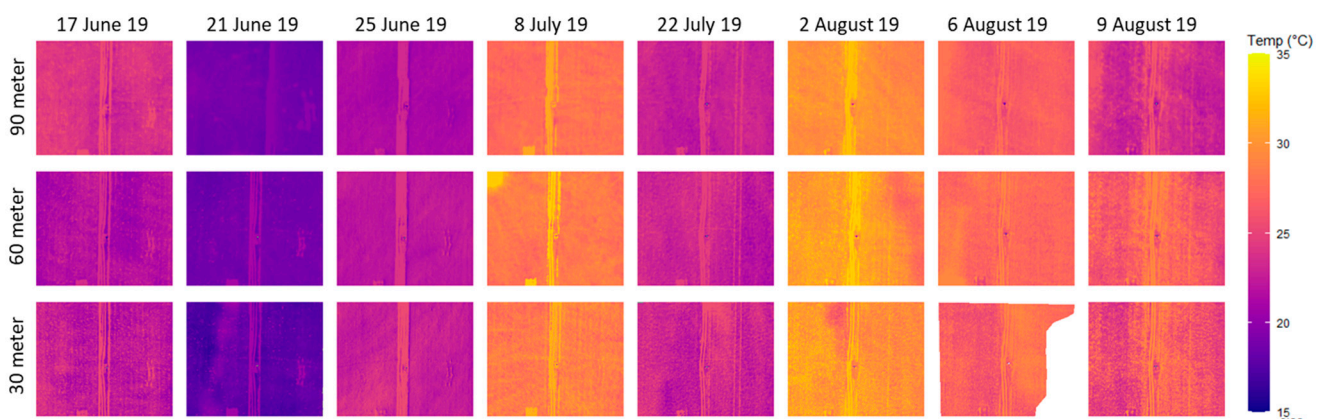 17 June 19 21 June 19 25 June 19 8 July 19 22 July 19 2 August 19 6 August 19 9 August 19
Temp (°C)
35
90 meter
30
60 meter
25
20
30 meter
15